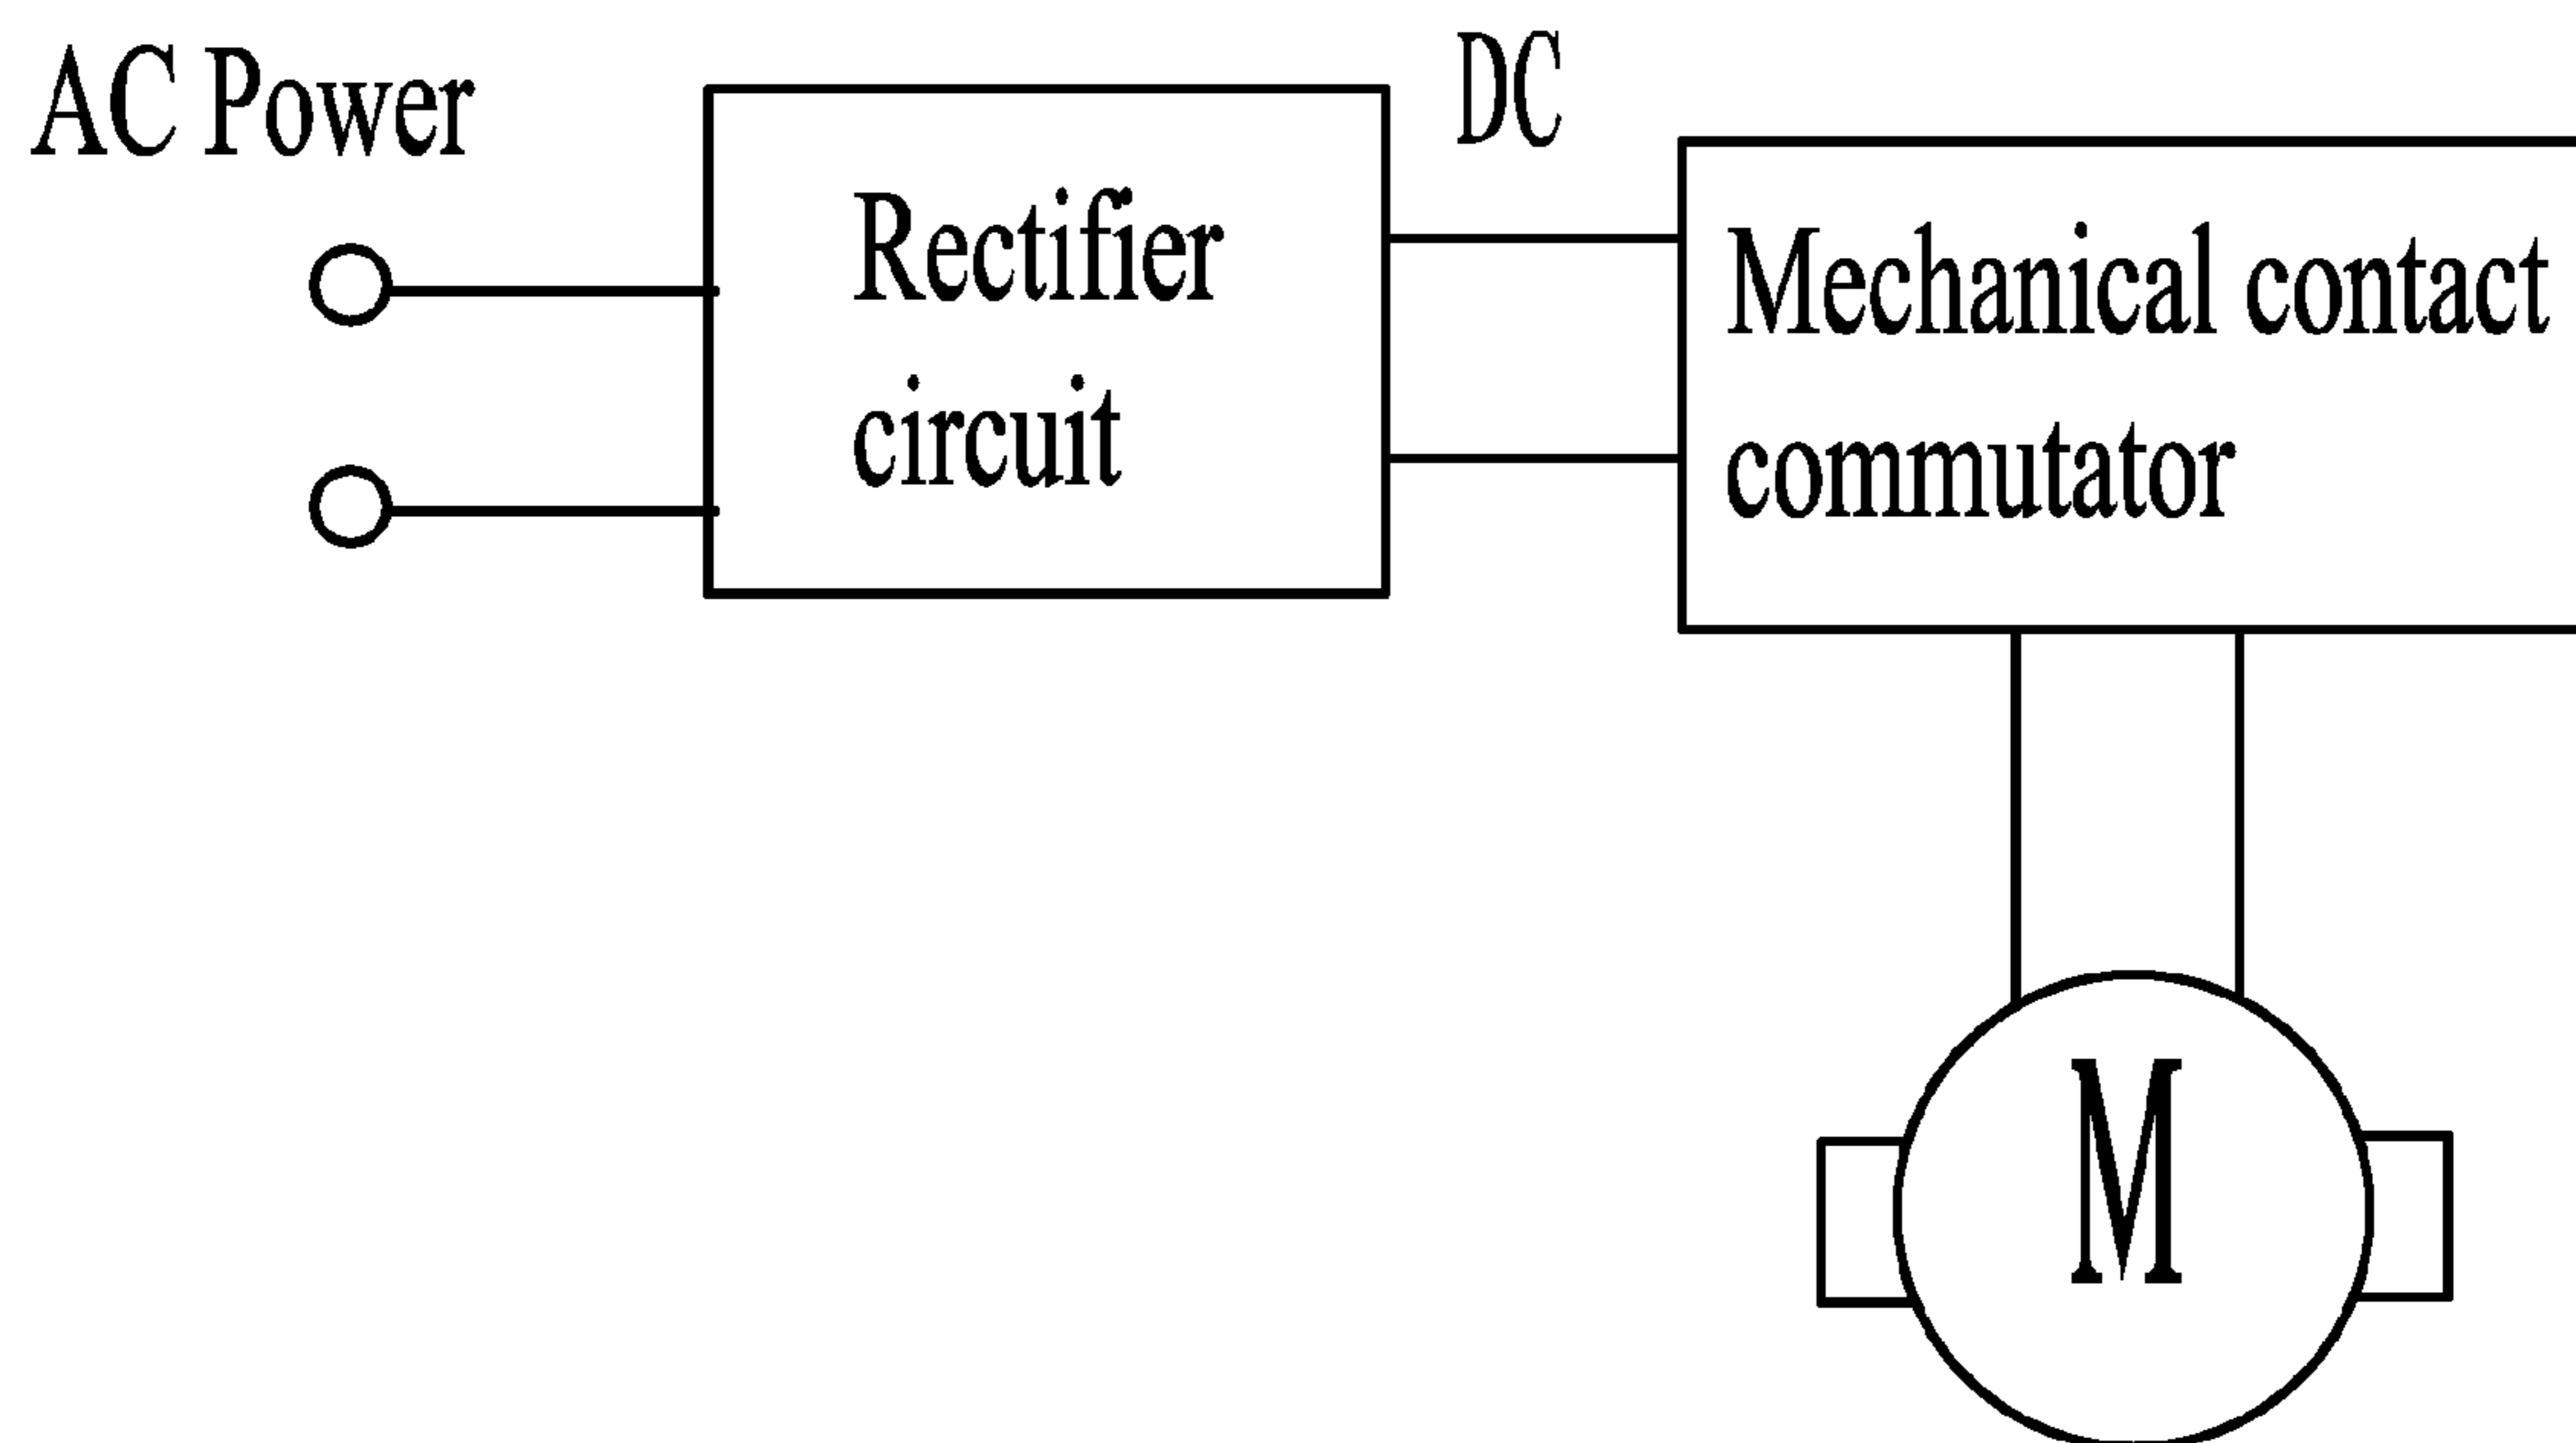 AC Power
DC
Rectifier
circuit
Mechanical contact
commutator
M